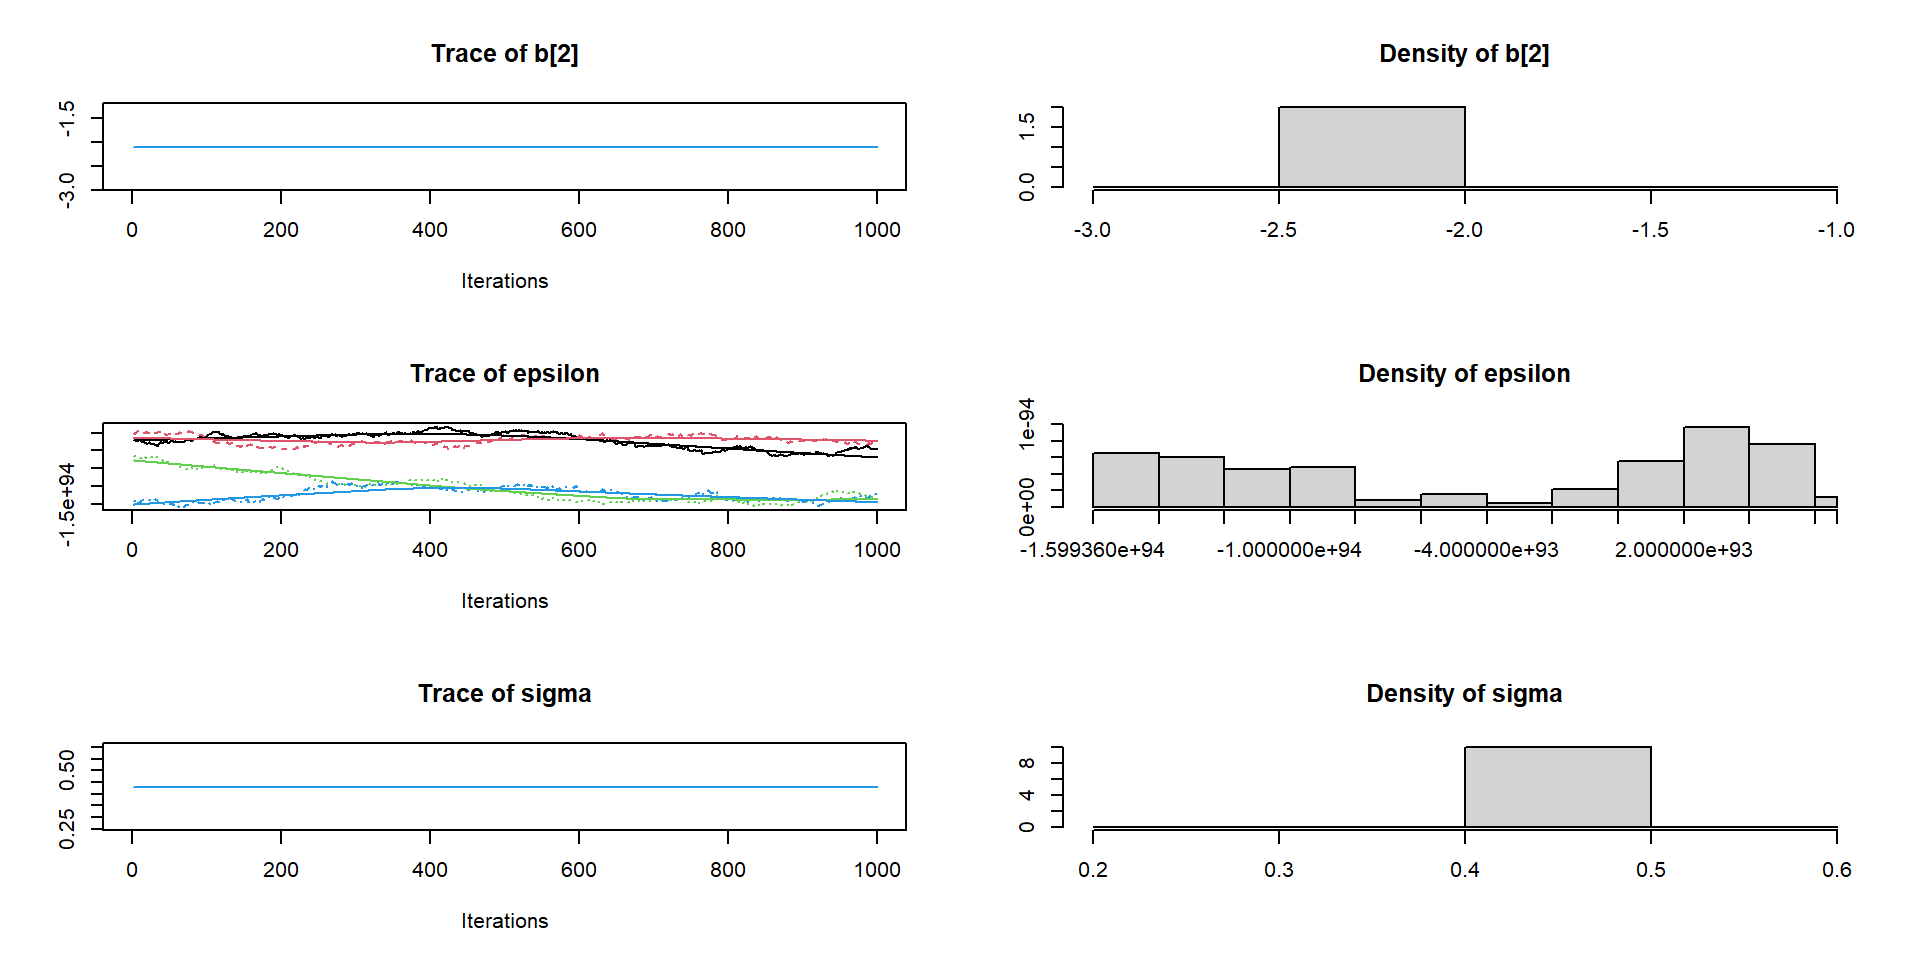 Trace of b[2]
-1.5
-3.0
0 200 400 600 800 1000
Iterations
Density of b[2]
1.5
0.0
-3.0 -2.5 -2.0 -1.5 -1.0
Trace of epsilon
-1.5e+94
0 200 400 600 800 1000
Iterations
Density of epsilon
1e-94
0e+00
-1.599360e+94 -1.000000e+94 -4.000000e+93 2.000000e+93
Trace of sigma
0.50
0.25
0 200 400 600 800 1000
Iterations
Density of sigma
8
4
0
0.2 0.3 0.4 0.5 0.6